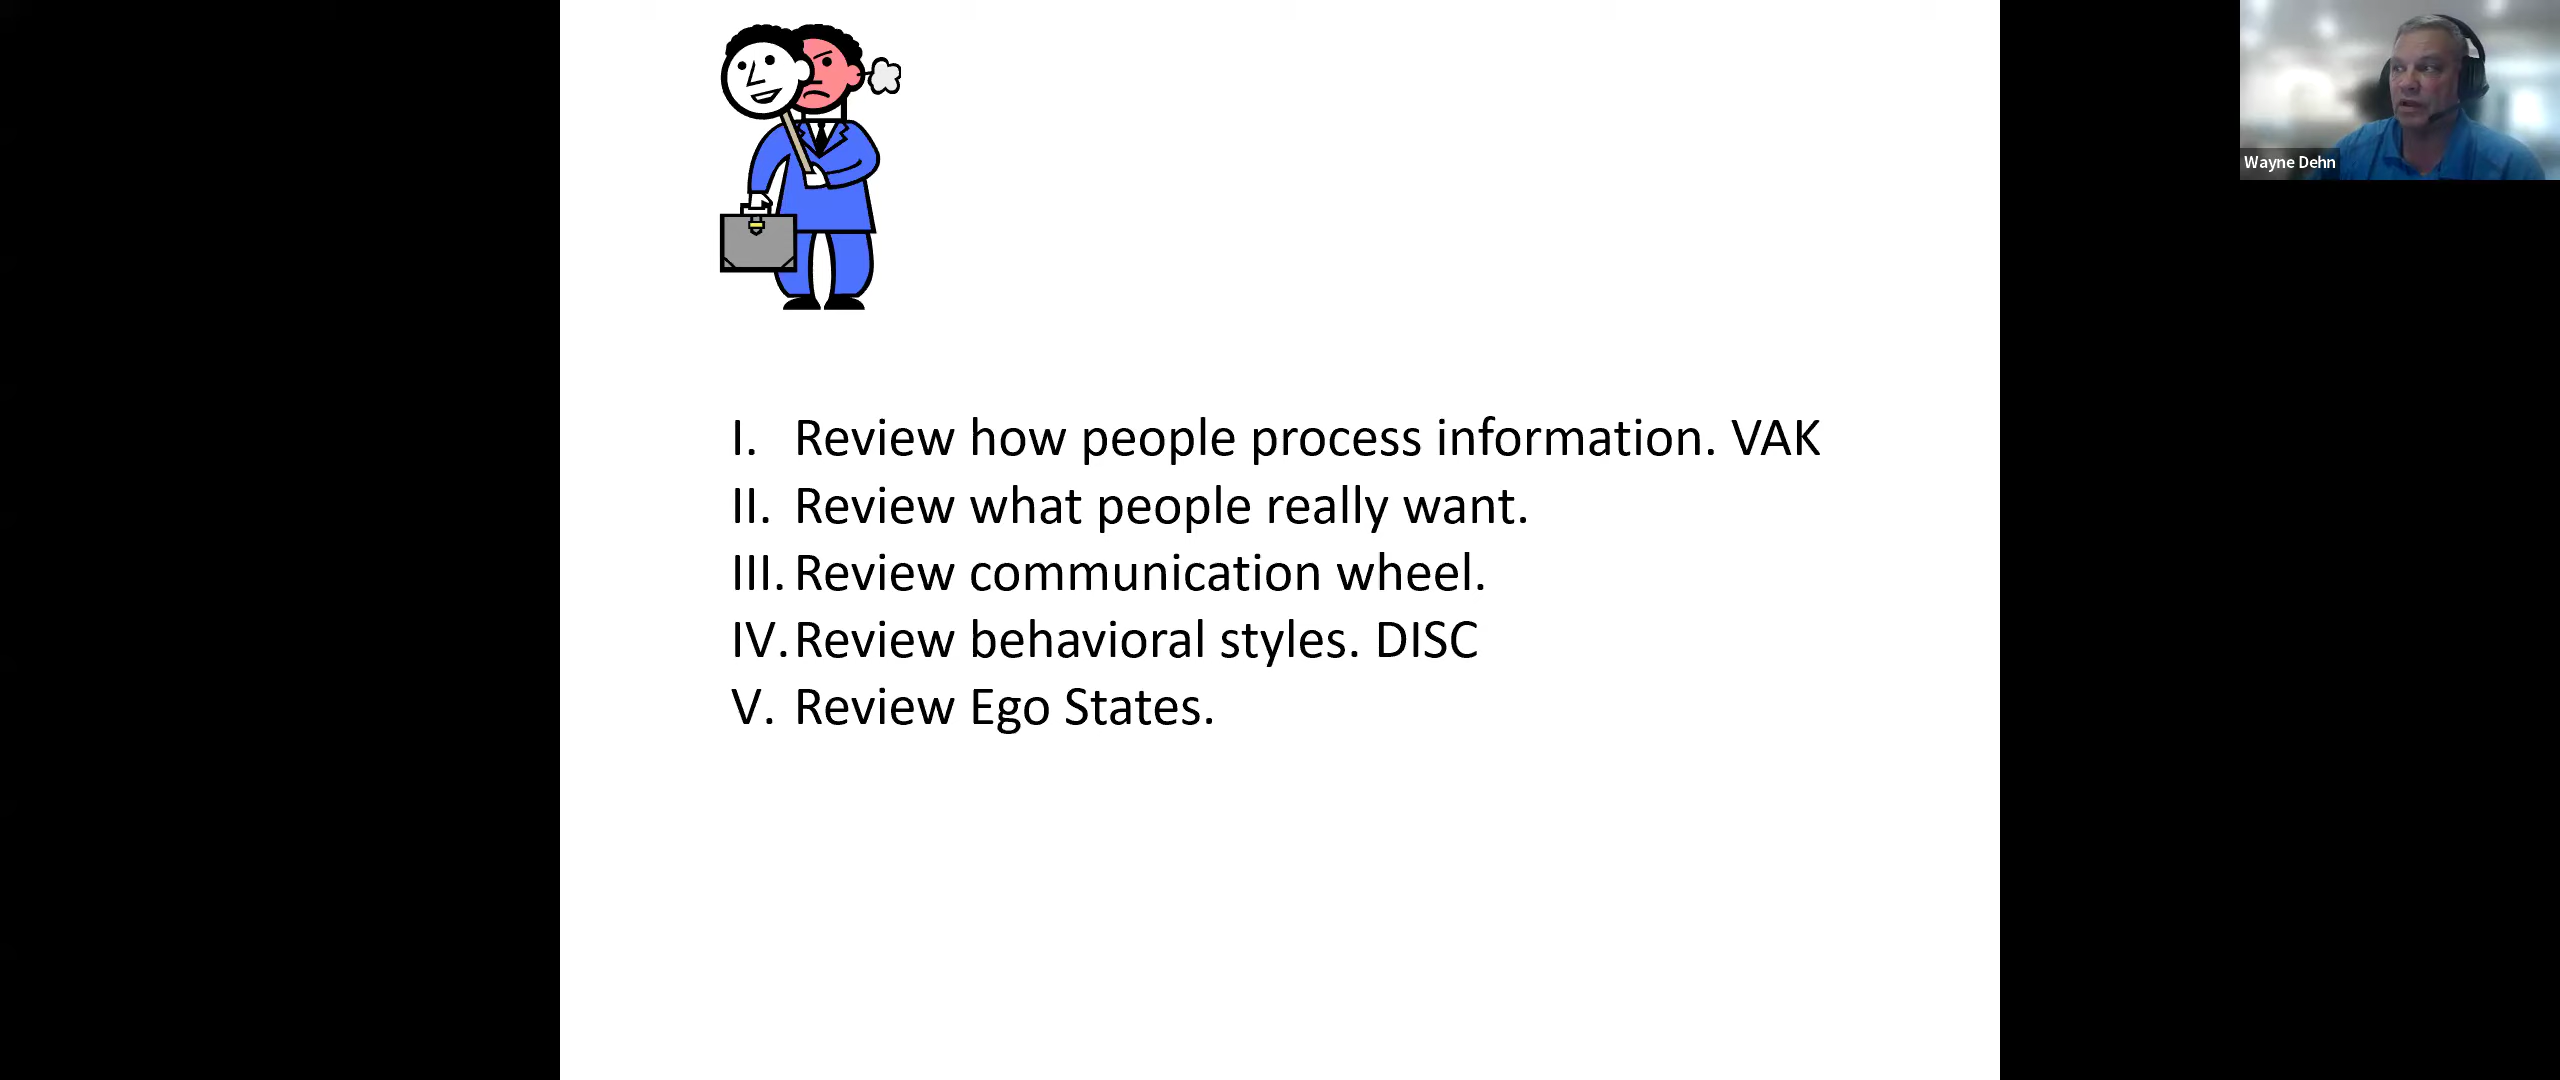 Wayne Dehn
I. Review how people process information. VAK
II. Review what people really want.
III. Review communication wheel.
IV. Review behavioral styles. DISC
V. Review Ego States.